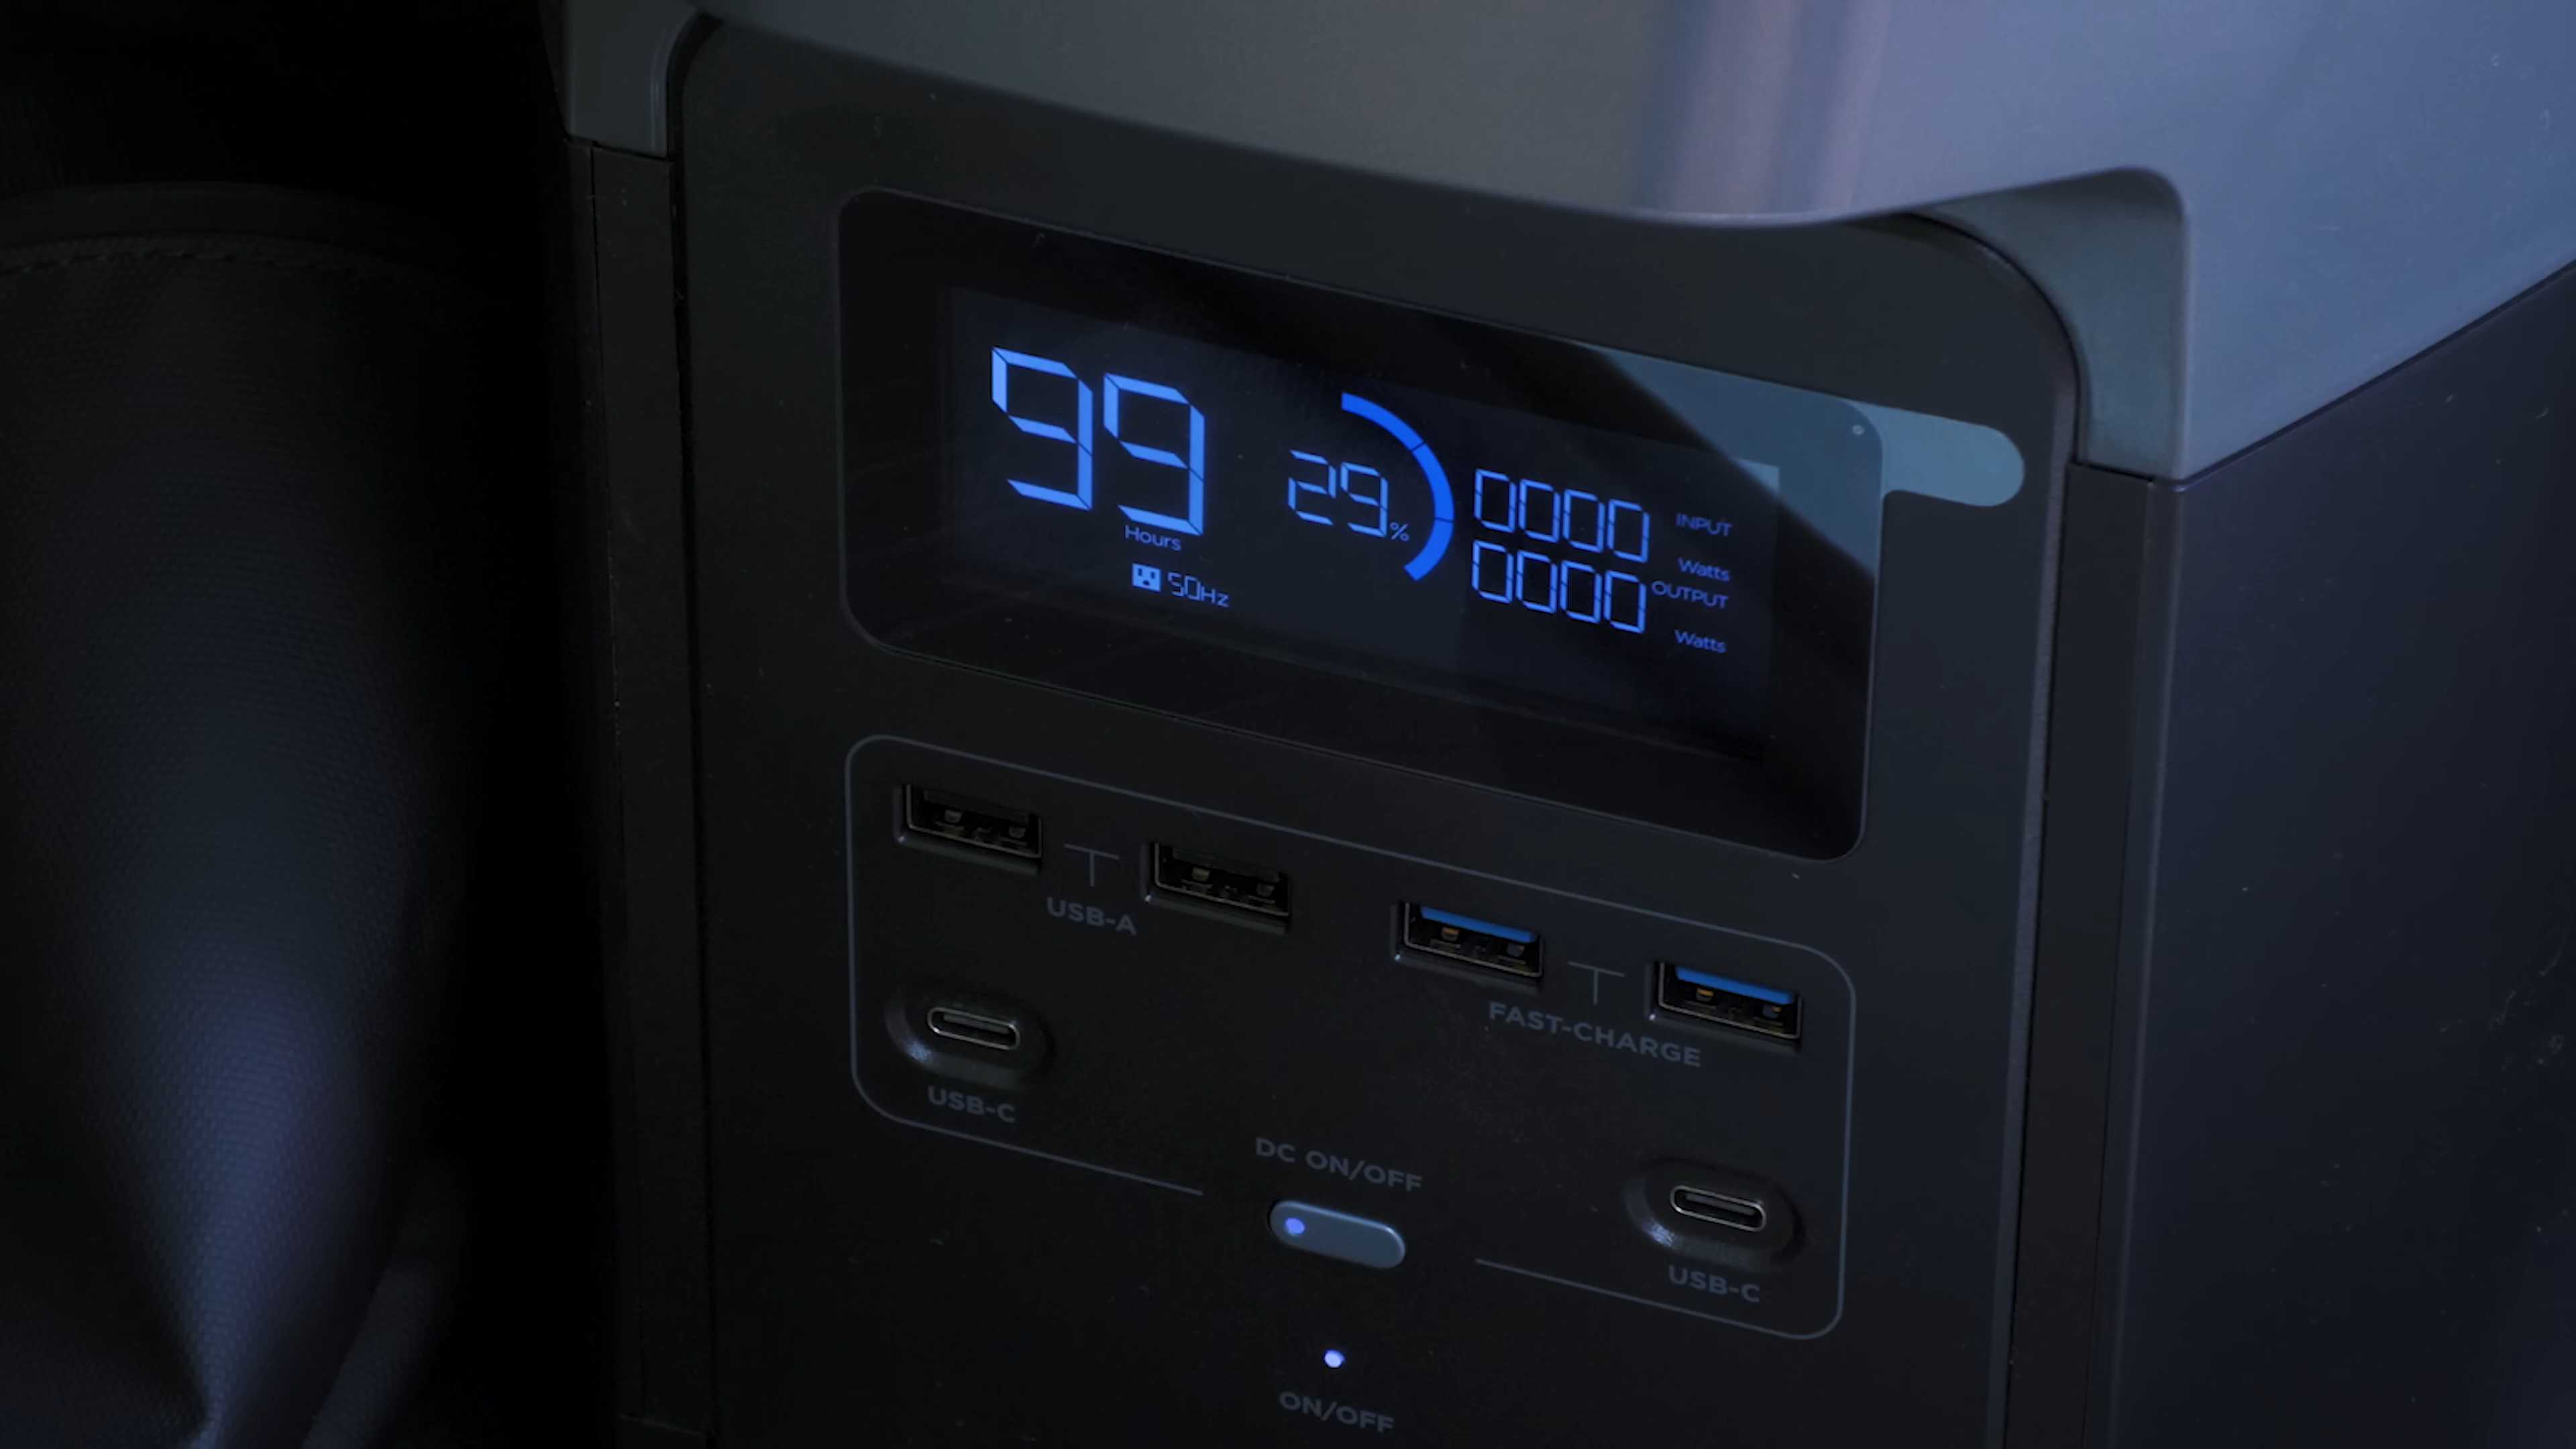 99
Hours
50Hz
29%
0000 INPUT
Watts
0000 OUTPUT
Watts
USB-A
FAST-CHARGE
USB-C
DC ON/OFF
USB-C
ON/OFF